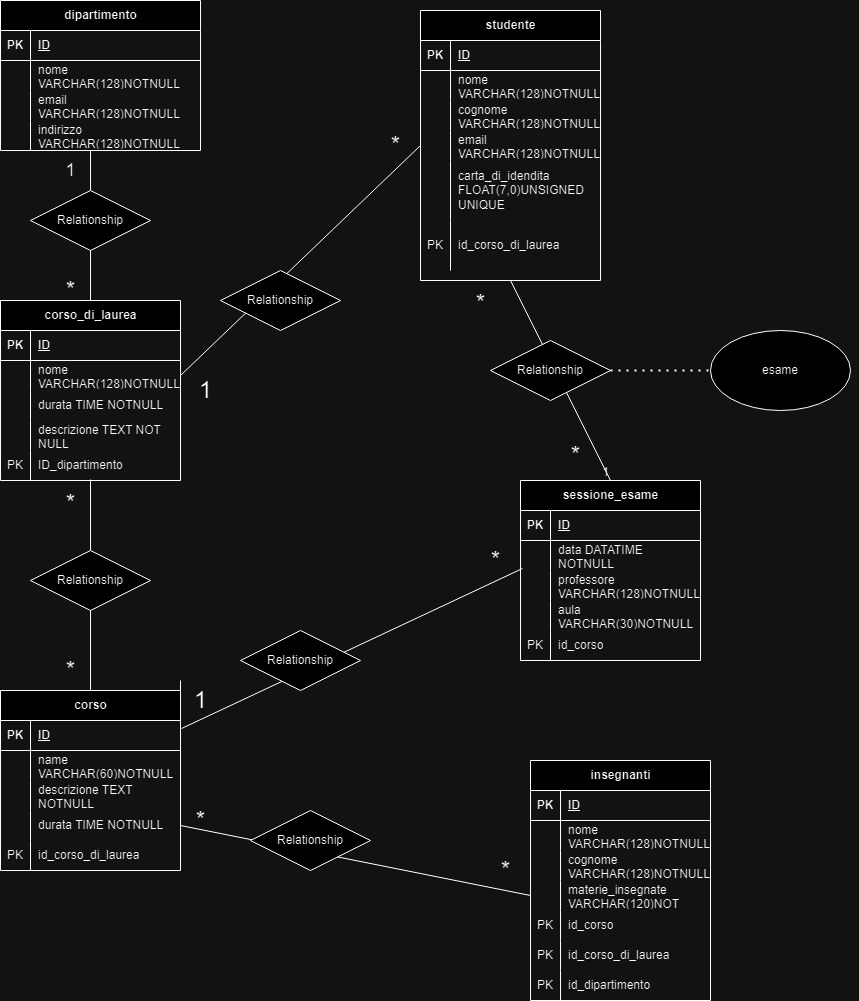 dipartimento
PK ID
nome
VARCHAR(128)NOTNULL
email
VARCHAR(128)NOTNULL
indirizzo
VARCHAR(128)NOTNULL
1
Relationship
*
corso_di_laurea
PK ID
nome
VARCHAR(128)NOTNULL
durata TIME NOTNULL
descrizione TEXT NOT
NULL
PK ID_dipartimento
*
Relationship
*
corso
PK ID
name
VARCHAR(60)NOTNULL
descrizione TEXT
NOTNULL
durata TIME NOTNULL
PK id_corso_di_laurea
*
Relationship
1
studente
PK ID
nome
VARCHAR(128)NOTNULL
cognome
VARCHAR(128)NOTNULL
email
VARCHAR(128)NOTNULL
carta_di_idendita
FLOAT(7,0)UNSIGNED
UNIQUE
PK id_corso_di_laurea
*
Relationship
esame
*
1
sessione_esame
PK ID
data DATATIME
NOTNULL
professore
VARCHAR(128)NOTNULL
aula
VARCHAR(30)NOTNULL
PK id_corso
*
Relationship
1
*
Relationship
*
insegnanti
PK ID
nome
VARCHAR(128)NOTNULL
cognome
VARCHAR(128)NOTNULL
materie_insegnate
VARCHAR(120)NOT
PK id_corso
PK id_corso_di_laurea
PK id_dipartimento